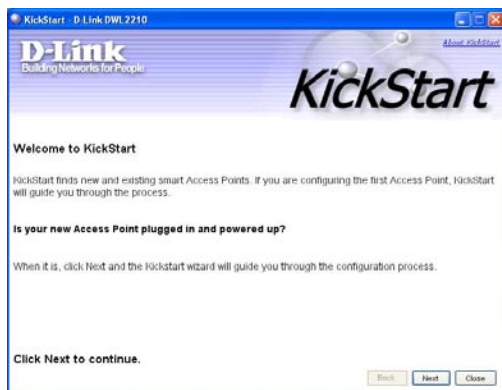 KickStart - D-Link DWL2210
D-Link
Building Networks for People
About KickStart
KickStart
Welcome to KickStart
KickStart finds new and existing smart Access Points. If you are configuring the first Access Point, KickStart
will guide you through the process.
Is your new Access Point plugged in and powered up?
When it is, click Next and the Kickstart wizard will guide you through the configuration process.
Click Next to continue.
Back
Next
Close